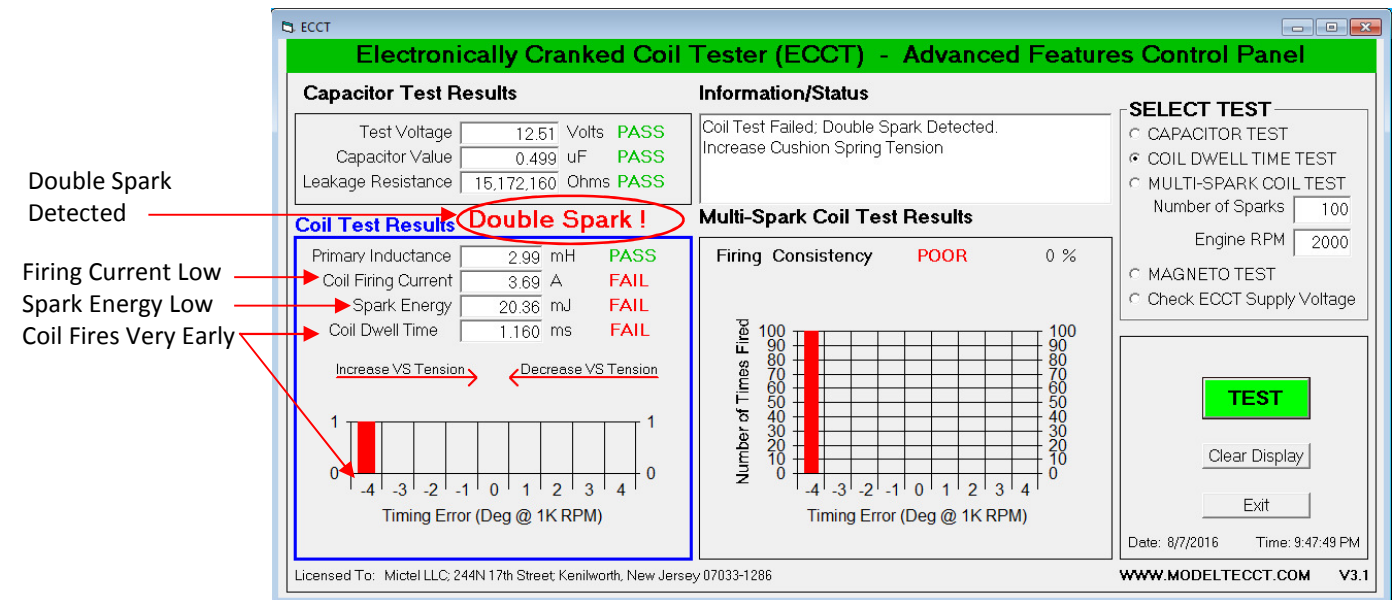 Double Spark
Detected
Firing Current Low
Spark Energy Low
Coil Fires Very Early
ECCT
Electronically Cranked Coil Tester (ECCT) - Advanced Features Control Panel
Capacitor Test Results
Test Voltage 12.51 Volts PASS
Capacitor Value 0.499 uF PASS
Leakage Resistance 15,172,160 Ohms PASS
Information/Status
Coil Test Failed; Double Spark Detected.
Increase Cushion Spring Tension
Coil Test Results Double Spark !
Primary Inductance 2.99 mH PASS
Coil Firing Current 3.69 A FAIL
Spark Energy 20.36 mJ FAIL
Coil Dwell Time 1.160 ms FAIL
Increase VS Tension Decrease VS Tension
1 1
0 0
-4 -3 -2 -1 0 1 2 3 4
Timing Error (Deg @ 1K RPM)
Multi-Spark Coil Test Results
Firing Consistency POOR 0 %
Number of Times Fired
100 100
90 90
80 80
70 70
60 60
50 50
40 40
30 30
20 20
10 10
0 0
-4 -3 -2 -1 0 1 2 3 4
Timing Error (Deg @ 1K RPM)
SELECT TEST
CAPACITOR TEST
COIL DWELL TIME TEST
MULTI-SPARK COIL TEST
Number of Sparks 100
Engine RPM 2000
MAGNETO TEST
Check ECCT Supply Voltage
TEST
Clear Display
Exit
Date: 8/7/2016 Time: 9:47:49 PM
Licensed To: Mictel LLC; 244N 17th Street; Kenilworth, New Jersey 07033-1286
WWW.MODELTECCT.COM V3.1